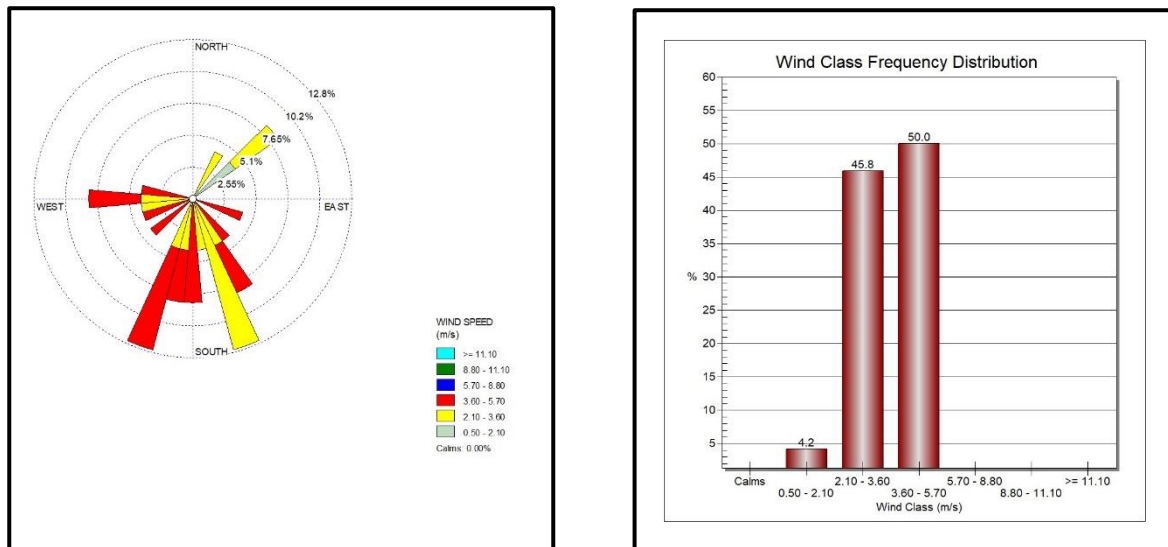 NORTH
12.8%
10.2%
7.65%
5.1%
2.55%
WEST
EAST
SOUTH
WIND SPEED
(m/s)
>= 11.10
8.80 - 11.10
5.70 - 8.80
3.60 - 5.70
2.10 - 3.60
0.50 - 2.10
Calms: 0.00%
Wind Class Frequency Distribution
60
55
50
45
40
35
30
25
20
15
10
5
%
4.2
45.8
50.0
Calms
0.50 - 2.10
2.10 - 3.60
3.60 - 5.70
5.70 - 8.80
8.80 - 11.10
>= 11.10
Wind Class (m/s)